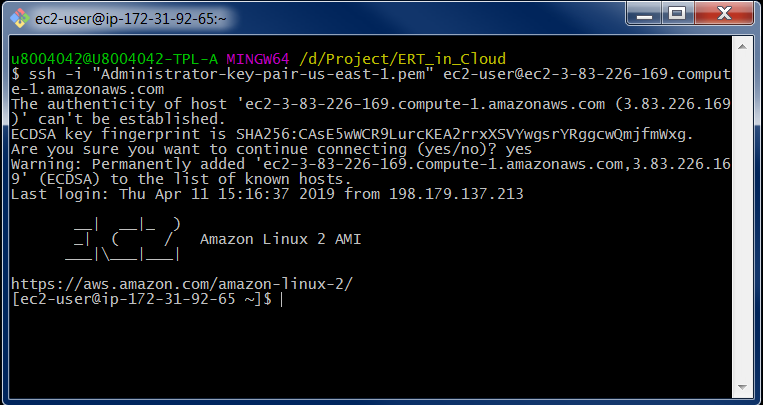 ec2-user@ip-172-31-92-65:~
u8004042@U8004042-TPL-A MINGW64 /d/Project/ERT_in_Cloud
$ ssh -i "Administrator-key-pair-us-east-1.pem" ec2-user@ec2-3-83-226-169.comput
e-1.amazonaws.com
The authenticity of host 'ec2-3-83-226-169.compute-1.amazonaws.com (3.83.226.169
)' can't be established.
ECDSA key fingerprint is SHA256:CAsE5wWCR9LurcKEA2rrxXSVYwgsrYRggcwQmjfmWxg.
Are you sure you want to continue connecting (yes/no)? yes
Warning: Permanently added 'ec2-3-83-226-169.compute-1.amazonaws.com,3.83.226.16
9' (ECDSA) to the list of known hosts.
Last login: Thu Apr 11 15:16:37 2019 from 198.179.137.213
       __|  __|_  )
       _|  (     /   Amazon Linux 2 AMI
      ___|\___|___|
https://aws.amazon.com/amazon-linux-2/
[ec2-user@ip-172-31-92-65 ~]$